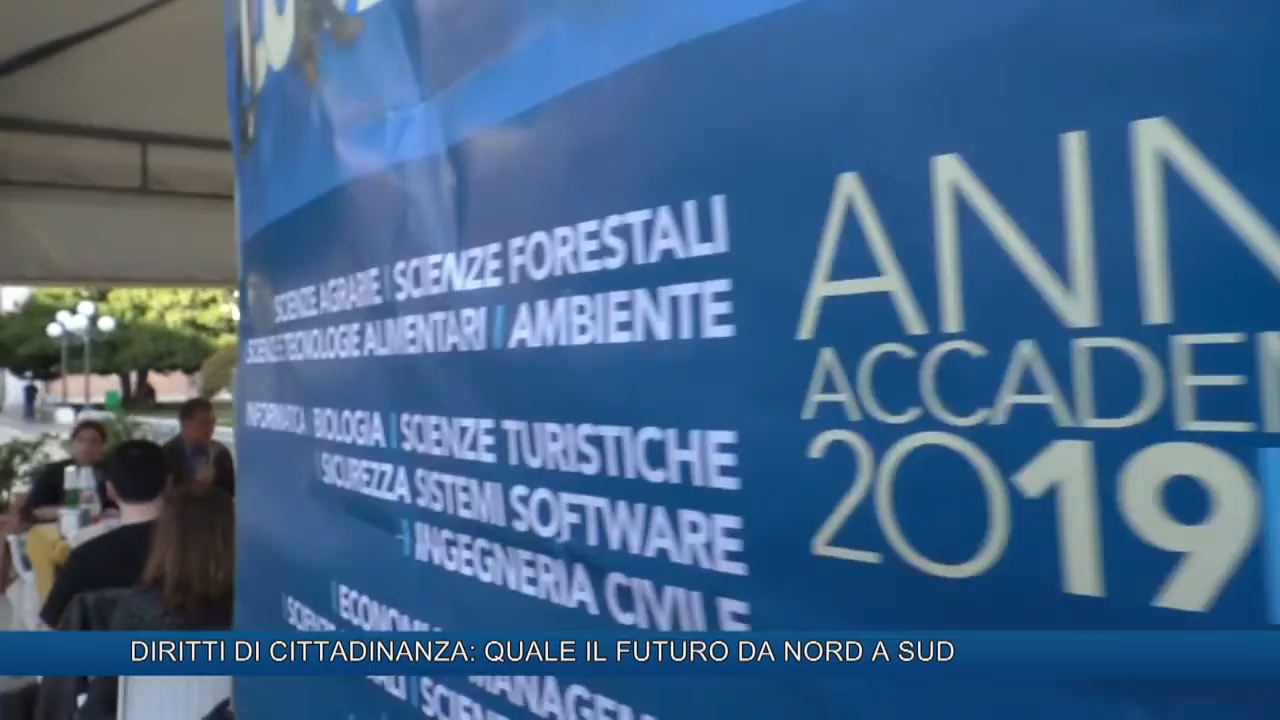 SCIENZE AGRARIE | SCIENZE FORESTALI
SCIENZE E TECNOLOGIE ALIMENTARI | AMBIENTE
INFORMATICA BIOLOGIA | SCIENZE TURISTICHE
| SICUREZZA SISTEMI SOFTWARE
| INGEGNERIA CIVILE
ANN
ACCADE
2019
DIRITTI DI CITTADINANZA: QUALE IL FUTURO DA NORD A SUD